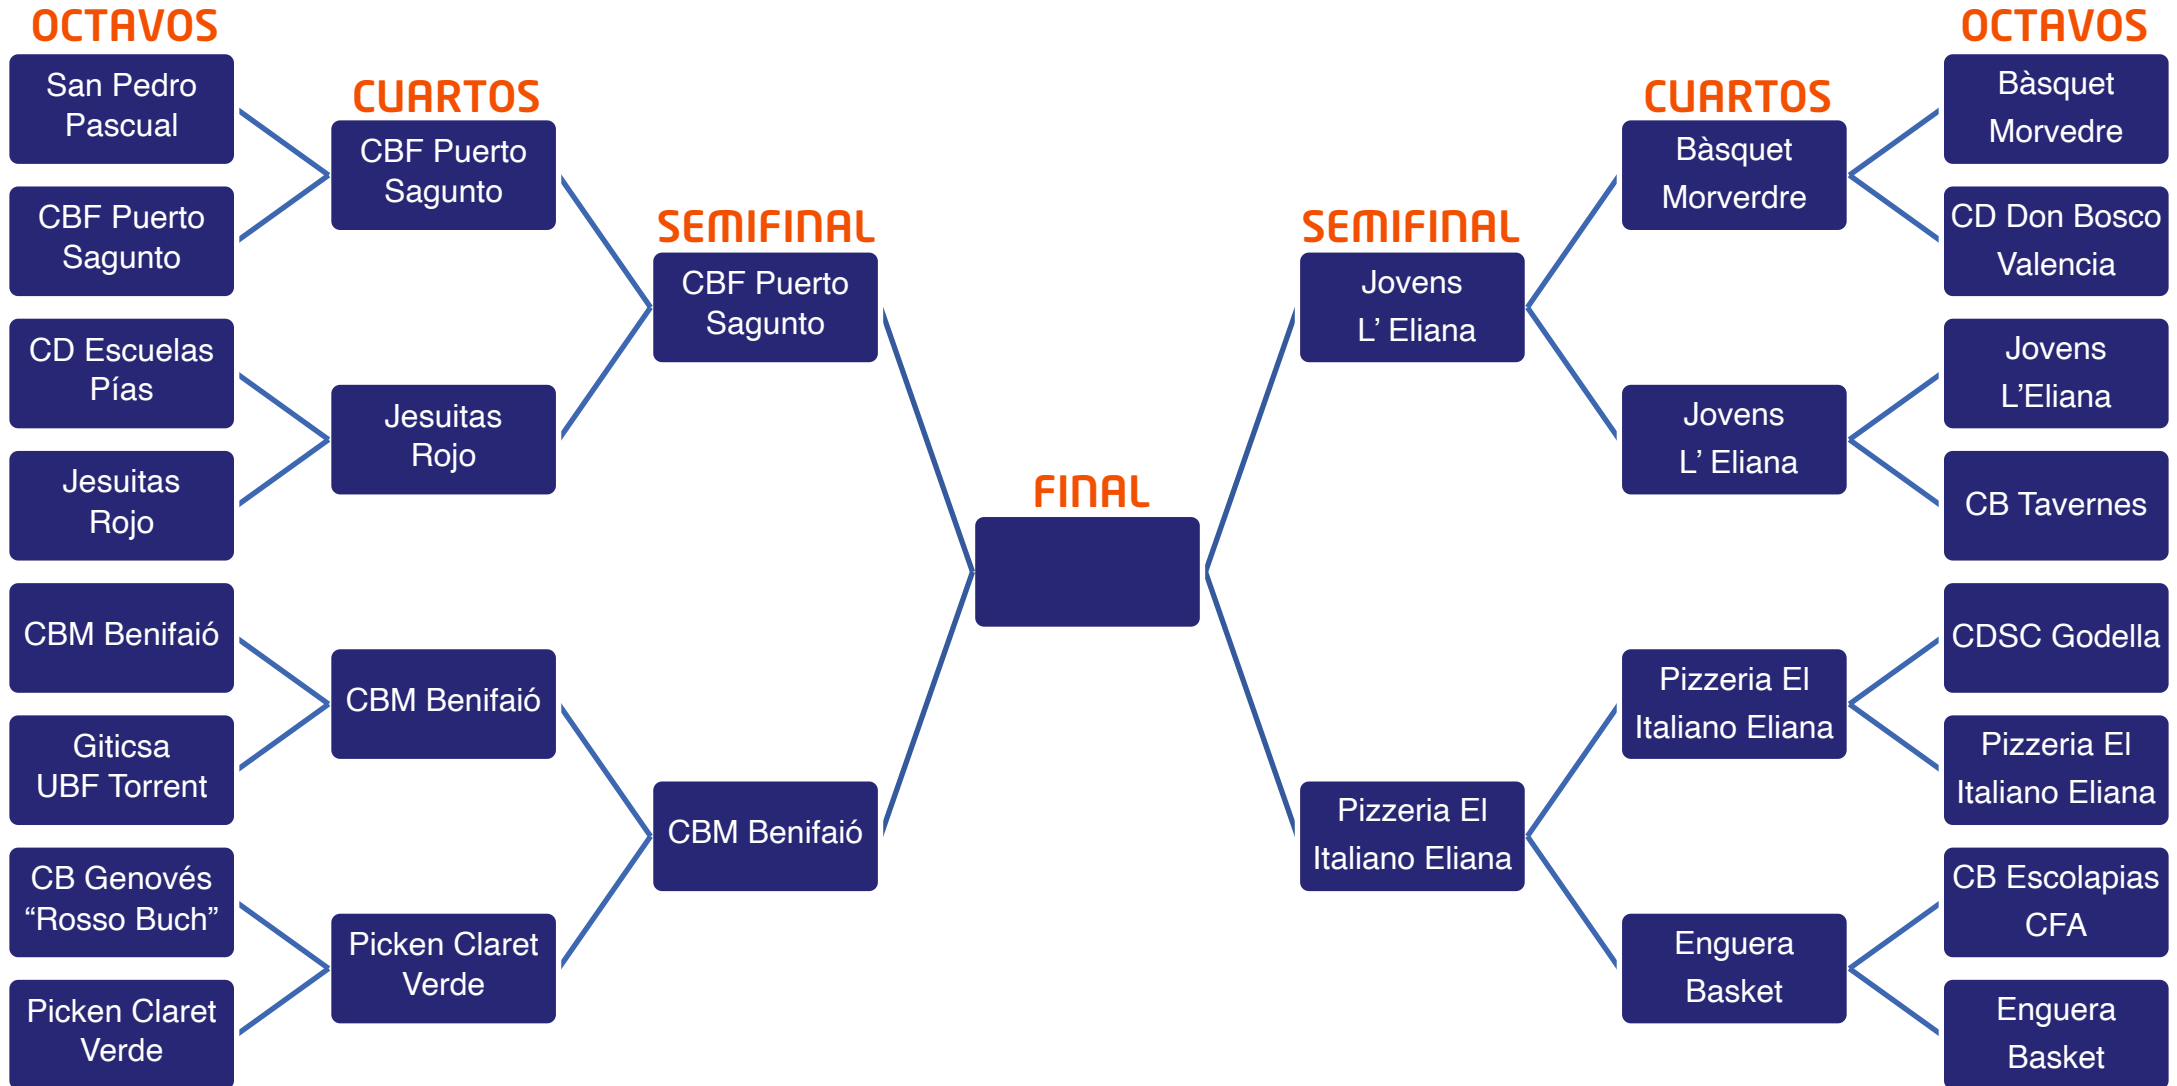 OCTAVOS
San Pedro
Pascual
CBF Puerto
Sagunto
CD Escuelas
Pías
Jesuitas
Rojo
CBM Benifaió
Giticsa
UBF Torrent
CB Genovés
“Rosso Buch”
Picken Claret
Verde
CUARTOS
CBF Puerto
Sagunto
Jesuitas
Rojo
CBM Benifaió
Picken Claret
Verde
SEMIFINAL
CBF Puerto
Sagunto
CBM Benifaió
FINAL
SEMIFINAL
Jovens
L’ Eliana
Pizzeria El
Italiano Eliana
CUARTOS
Bàsquet
Morverdre
Jovens
L’ Eliana
Pizzeria El
Italiano Eliana
Enguera
Basket
OCTAVOS
Bàsquet
Morvedre
CD Don Bosco
Valencia
Jovens
L’Eliana
CB Tavernes
CDSC Godella
Pizzeria El
Italiano Eliana
CB Escolapias
CFA
Enguera
Basket